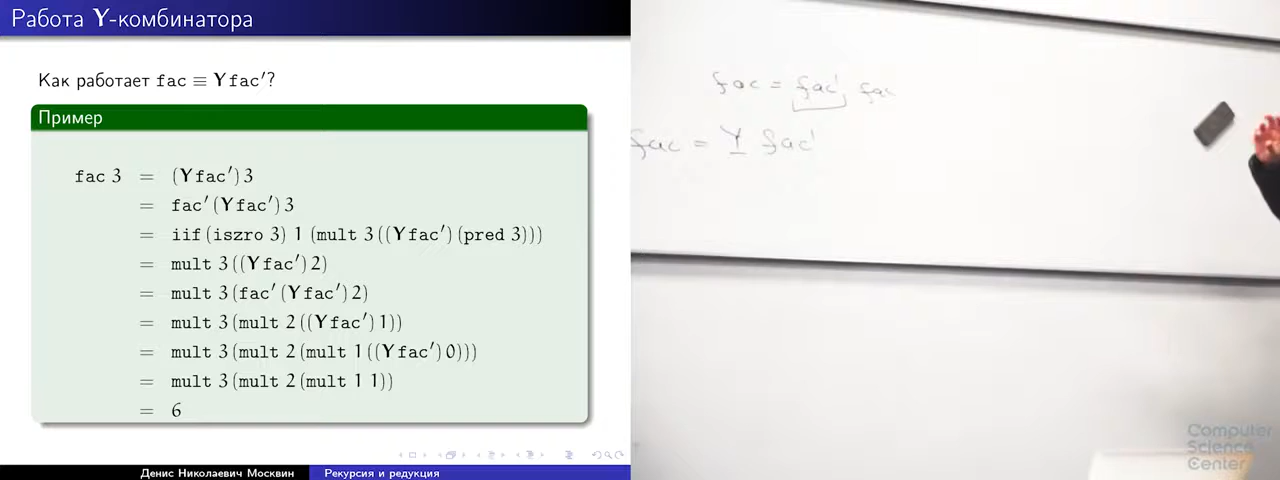 Работа Y-комбинатора
Как работает fac ≡ Y fac′?
Пример
fac 3 = (Y fac′) 3
= fac′ (Y fac′) 3
= iif (iszro 3) 1 (mult 3 ((Y fac′) (pred 3)))
= mult 3 ((Y fac′) 2)
= mult 3 (fac′ (Y fac′) 2)
= mult 3 (mult 2 ((Y fac′) 1))
= mult 3 (mult 2 (mult 1 ((Y fac′) 0)))
= mult 3 (mult 2 (mult 1 1))
= 6
Денис Николаевич Москвин Рекурсия и редукция
fac = fac′ fac
fac = Y fac′
Computer
Science
Center